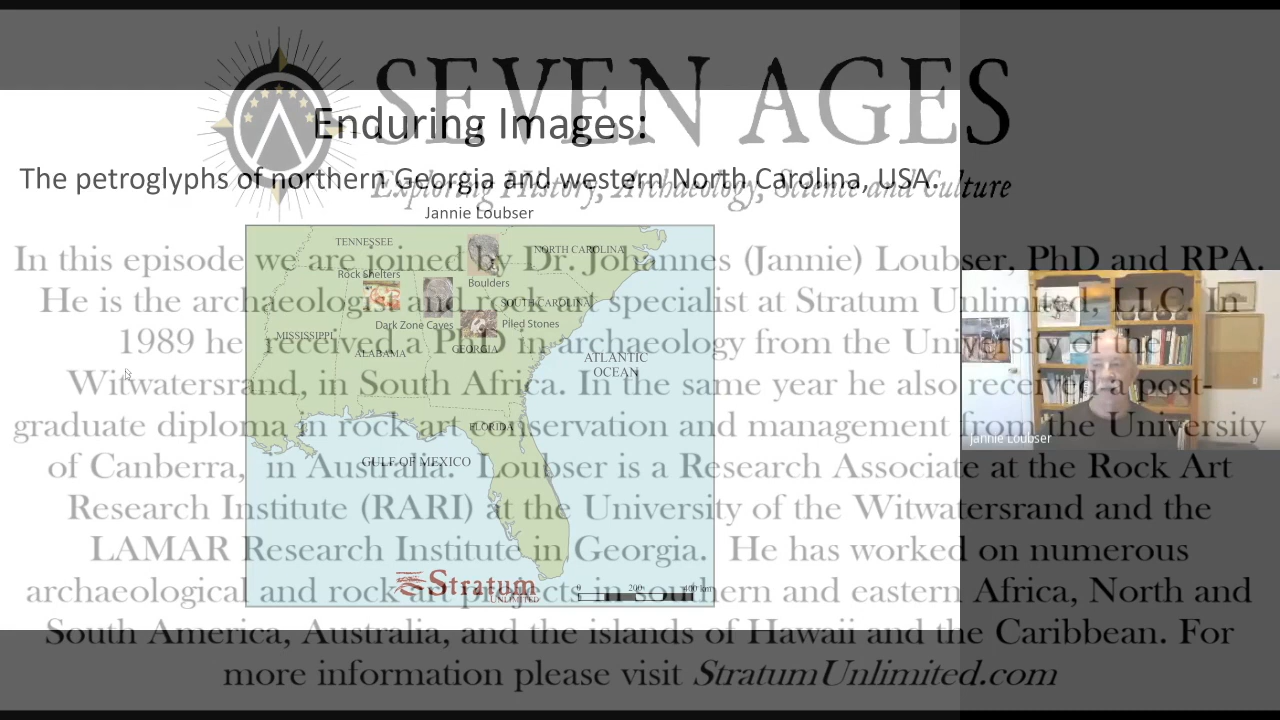 SEVEN AGES
Exploring History, Archaeology, Science and Culture
Enduring Images:
The petroglyphs of northern Georgia and western North Carolina, USA.
Jannie Loubser
TENNESSEE
NORTH CAROLINA
Rock Shelters
Boulders
SOUTH CAROLINA
Dark Zone Caves
Piled Stones
MISSISSIPPI
ALABAMA
GEORGIA
ATLANTIC
OCEAN
FLORIDA
GULF OF MEXICO
Stratum
UNLIMITED
0 200 400 km
In this episode we are joined by Dr. Johannes (Jannie) Loubser, PhD and RPA.
He is the archaeologist and rock art specialist at Stratum Unlimited, LLC. In
1989 he received a PhD in archaeology from the University of the
Witwatersrand, in South Africa. In the same year he also received a post-
graduate diploma in rock art conservation and management from the University
of Canberra, in Australia. Loubser is a Research Associate at the Rock Art
Research Institute (RARI) at the University of the Witwatersrand and the
LAMAR Research Institute in Georgia. He has worked on numerous
archaeological and rock art projects in southern and eastern Africa, North and
South America, Australia, and the islands of Hawaii and the Caribbean. For
more information please visit StratumUnlimited.com
jannie Loubser